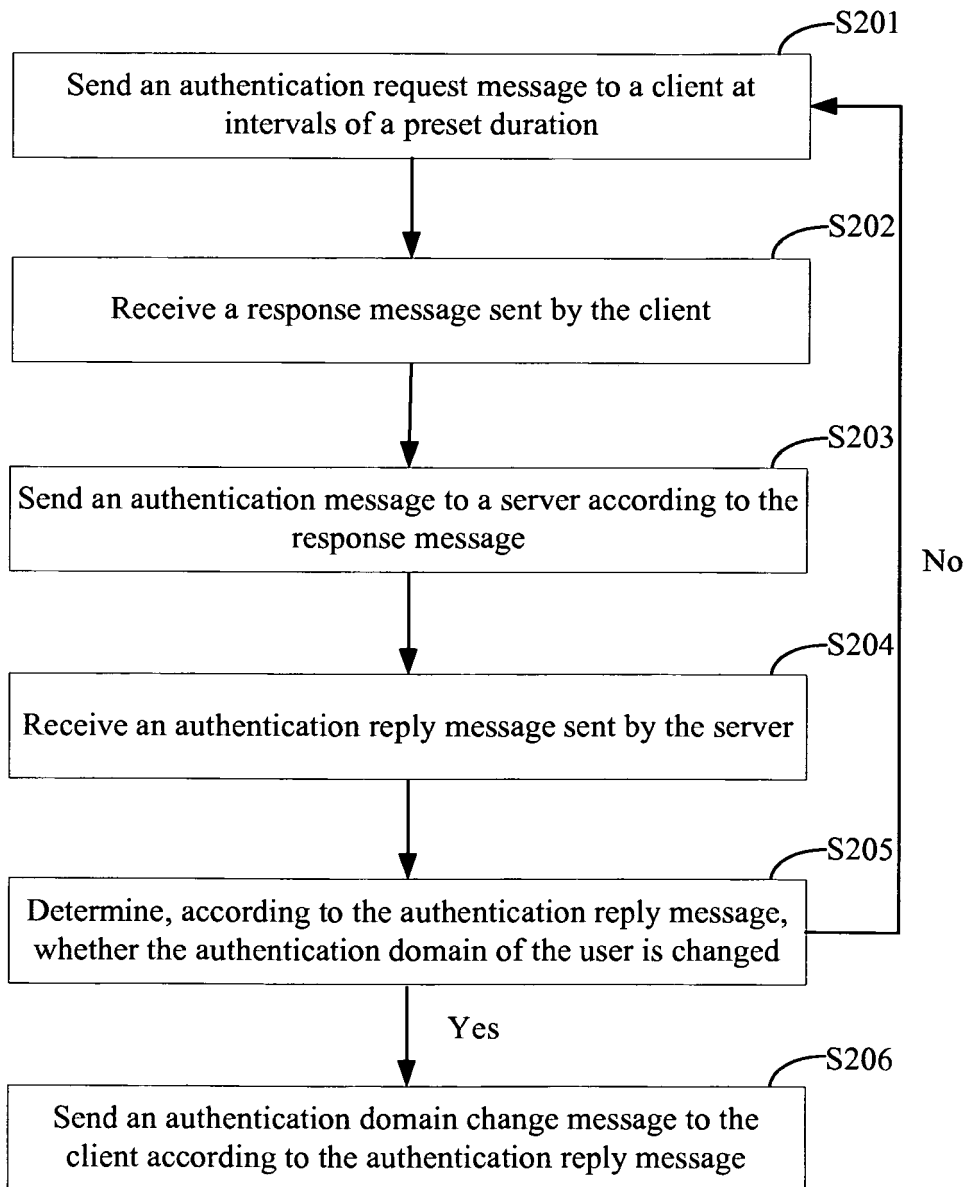 S201
Send an authentication request message to a client at
intervals of a preset duration
S202
Receive a response message sent by the client
S203
Send an authentication message to a server according to the
response message
No
S204
Receive an authentication reply message sent by the server
S205
Determine, according to the authentication reply message,
whether the authentication domain of the user is changed
Yes
S206
Send an authentication domain change message to the
client according to the authentication reply message